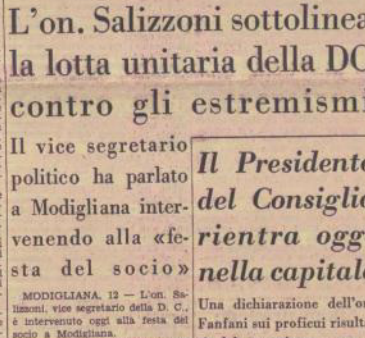 L'on. Salizzoni sottolinea
la lotta unitaria della DC
contro gli estremismi
Il vice segretario
politico ha parlato
a Modigliana inter-
venendo alla «fe-
sta del socio»
MODIGLIANA, 12 — L'on. Sa-
lizzoni, vice segretario della D. C.,
è intervenuto oggi alla festa del
socio a Modigliana.
Il Presidente
del Consiglio
rientra oggi
nella capitale
Una dichiarazione dell'on
Fanfani sui proficui risult